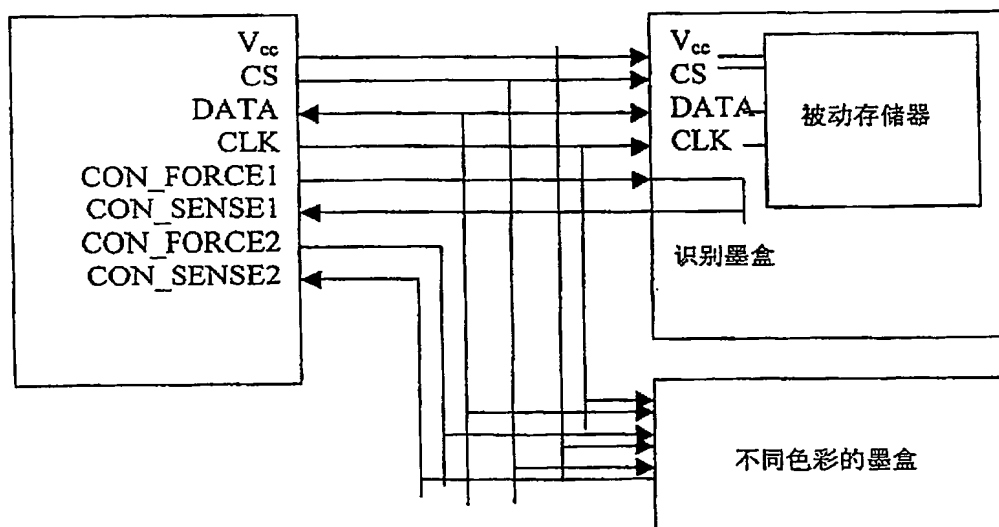 Vcc
CS
DATA
CLK
CON_FORCE1
CON_SENSE1
CON_FORCE2
CON_SENSE2
Vcc
CS
DATA
CLK
被动存储器
识别墨盒
不同色彩的墨盒